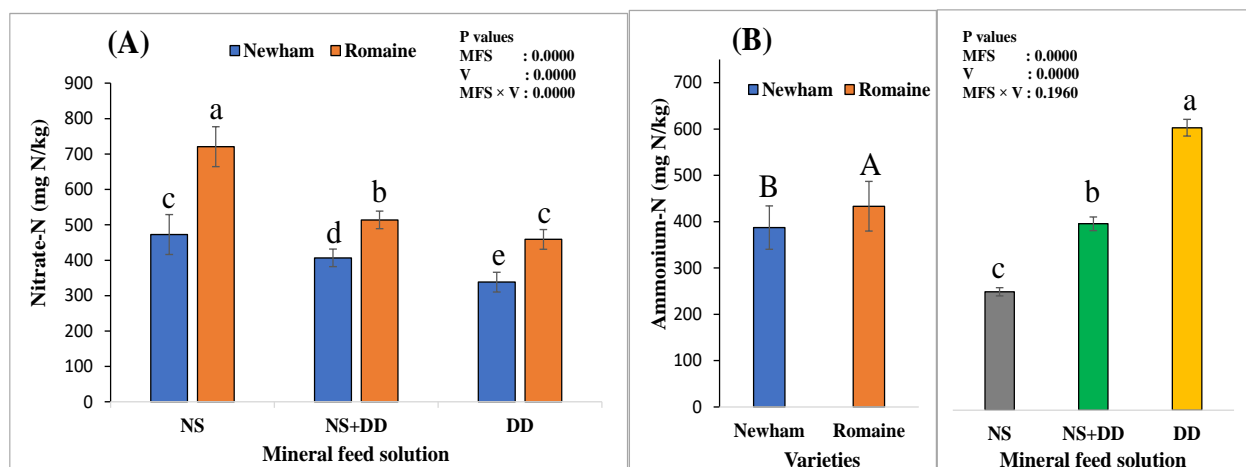 (A)
Newham Romaine
P values
MFS : 0.0000
V : 0.0000
MFS × V : 0.0000
Nitrate-N (mg N/kg)
900
800
700
600
500
400
300
200
100
0
c a d b e c
NS NS+DD DD
Mineral feed solution
(B)
Newham Romaine
Ammonium-N (mg N/kg)
700
600
500
400
300
200
100
0
B A
Newham Romaine
Varieties
P values
MFS : 0.0000
V : 0.0000
MFS × V : 0.1960
c b a
NS NS+DD DD
Mineral feed solution